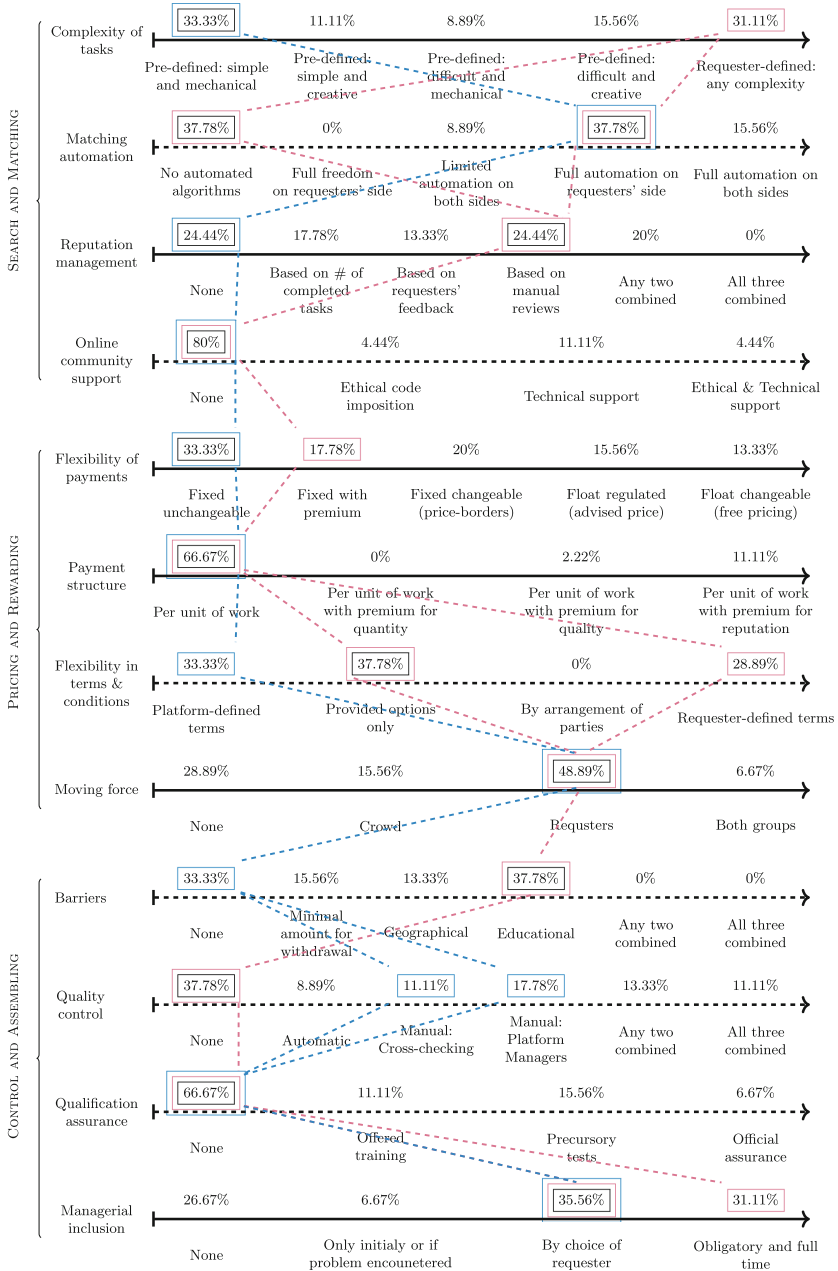 SEARCH AND MATCHING
Complexity of
tasks
33.33%
11.11%
8.89%
15.56%
31.11%
Pre-defined: simple
and mechanical
Pre-defined:
simple and
creative
Pre-defined:
difficult and
mechanical
Pre-defined:
difficult and
creative
Requester-defined:
any complexity
Matching
automation
37.78%
0%
8.89%
37.78%
15.56%
No automated
algorithms
Full freedom
on requesters' side
Limited
automation on
both sides
Full automation on
requesters' side
Full automation on
both sides
Reputation
management
24.44%
17.78%
13.33%
24.44%
20%
0%
None
Based on # of
completed
tasks
Based on
requesters'
feedback
Based on
manual
reviews
Any two
combined
All three
combined
Online
community
support
80%
4.44%
11.11%
4.44%
None
Ethical code
imposition
Technical support
Ethical & Technical
support
PRICING AND REWARDING
Flexibility of
payments
33.33%
17.78%
20%
15.56%
13.33%
Fixed
unchangeable
Fixed with
premium
Fixed changeable
(price-borders)
Float regulated
(advised price)
Float changeable
(free pricing)
Payment
structure
66.67%
0%
2.22%
11.11%
Per unit of work
Per unit of work
with premium for
quantity
Per unit of work
with premium for
quality
Per unit of work
with premium for
reputation
Flexibility in
terms &
conditions
33.33%
37.78%
0%
28.89%
Platform-defined
terms
Provided options
only
By arrangement of
parties
Requester-defined terms
Moving force
28.89%
15.56%
48.89%
6.67%
None
Crowd
Requsters
Both groups
CONTROL AND ASSEMBLING
Barriers
33.33%
15.56%
13.33%
37.78%
0%
0%
None
Minimal
amount for
withdrawal
Geographical
Educational
Any two
combined
All three
combined
Quality
control
37.78%
8.89%
11.11%
17.78%
13.33%
11.11%
None
Automatic
Manual:
Cross-checking
Manual:
Platform
Managers
Any two
combined
All three
combined
Qualification
assurance
66.67%
11.11%
15.56%
6.67%
None
Offered
training
Precursory
tests
Official
assurance
Managerial
inclusion
26.67%
6.67%
35.56%
31.11%
None
Only initialy or if
problem encounetered
By choice of
requester
Obligatory and full
time